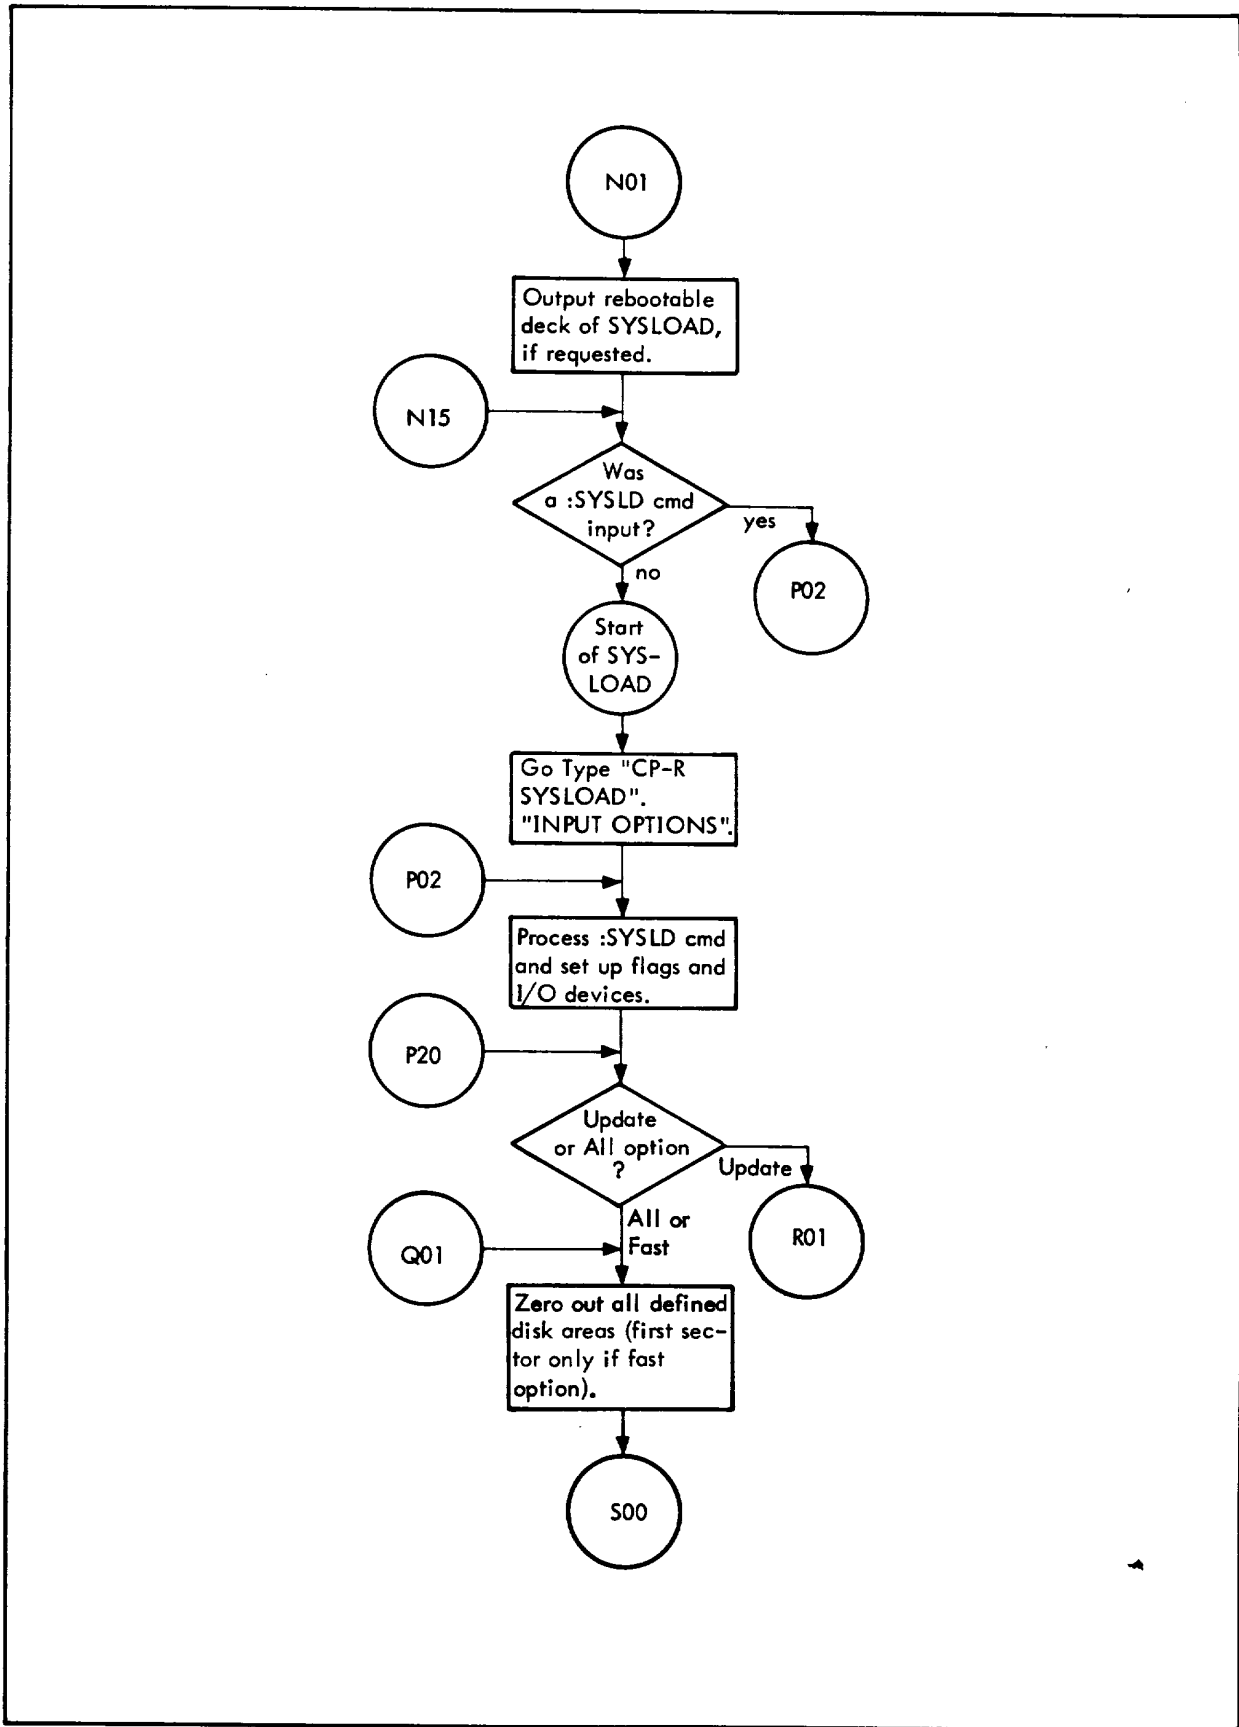 N01
Output rebootable
deck of SYSLOAD,
if requested.
N15
Was
a :SYSLD cmd
input?
yes
P02
no
Start
of SYS-
LOAD
Go Type "CP-R
SYSLOAD".
"INPUT OPTIONS".
P02
Process :SYSLD cmd
and set up flags and
I/O devices.
P20
Update
or All option
?
Update
R01
All or
Fast
Q01
Zero out all defined
disk areas (first sec-
tor only if fast
option).
S00